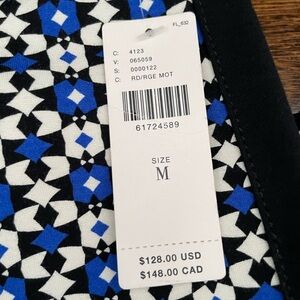 FL_632
C: 4123
V: 065059
S: 0000122
C: RD/RGE MOT
61724589
SIZE
M
$128.00 USD
$148.00 CAD